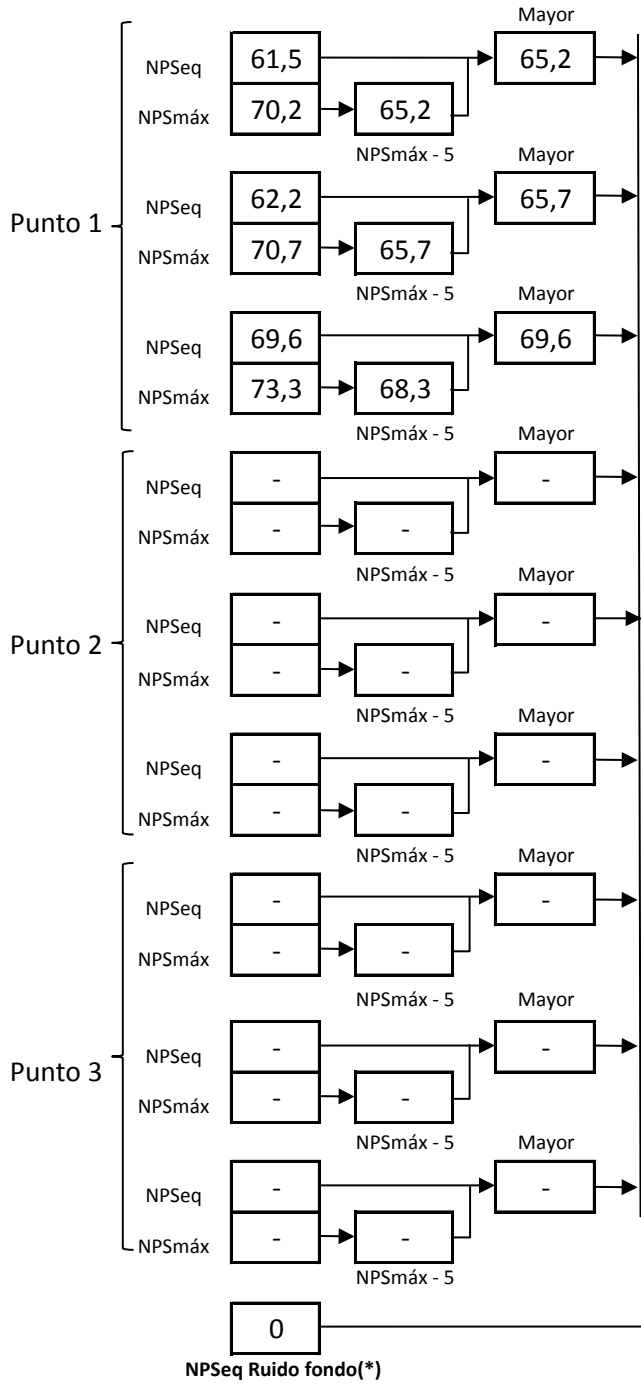 Mayor
NPSeq 61,5 65,2
NPSmáx 70,2 65,2
NPSmáx - 5 Mayor
NPSeq 62,2 65,7
Punto 1
NPSmáx 70,7 65,7
NPSmáx - 5 Mayor
NPSeq 69,6 69,6
NPSmáx 73,3 68,3
NPSmáx - 5 Mayor
NPSeq - -
NPSmáx - -
NPSmáx - 5 Mayor
NPSeq - -
Punto 2
NPSmáx - -
NPSmáx - 5 Mayor
NPSeq - -
NPSmáx - -
NPSmáx - 5 Mayor
NPSeq - -
NPSmáx - -
NPSmáx - 5 Mayor
NPSeq - -
Punto 3
NPSmáx - -
NPSmáx - 5 Mayor
NPSeq - -
NPSmáx - -
NPSmáx - 5
0
NPSeq Ruido fondo(*)